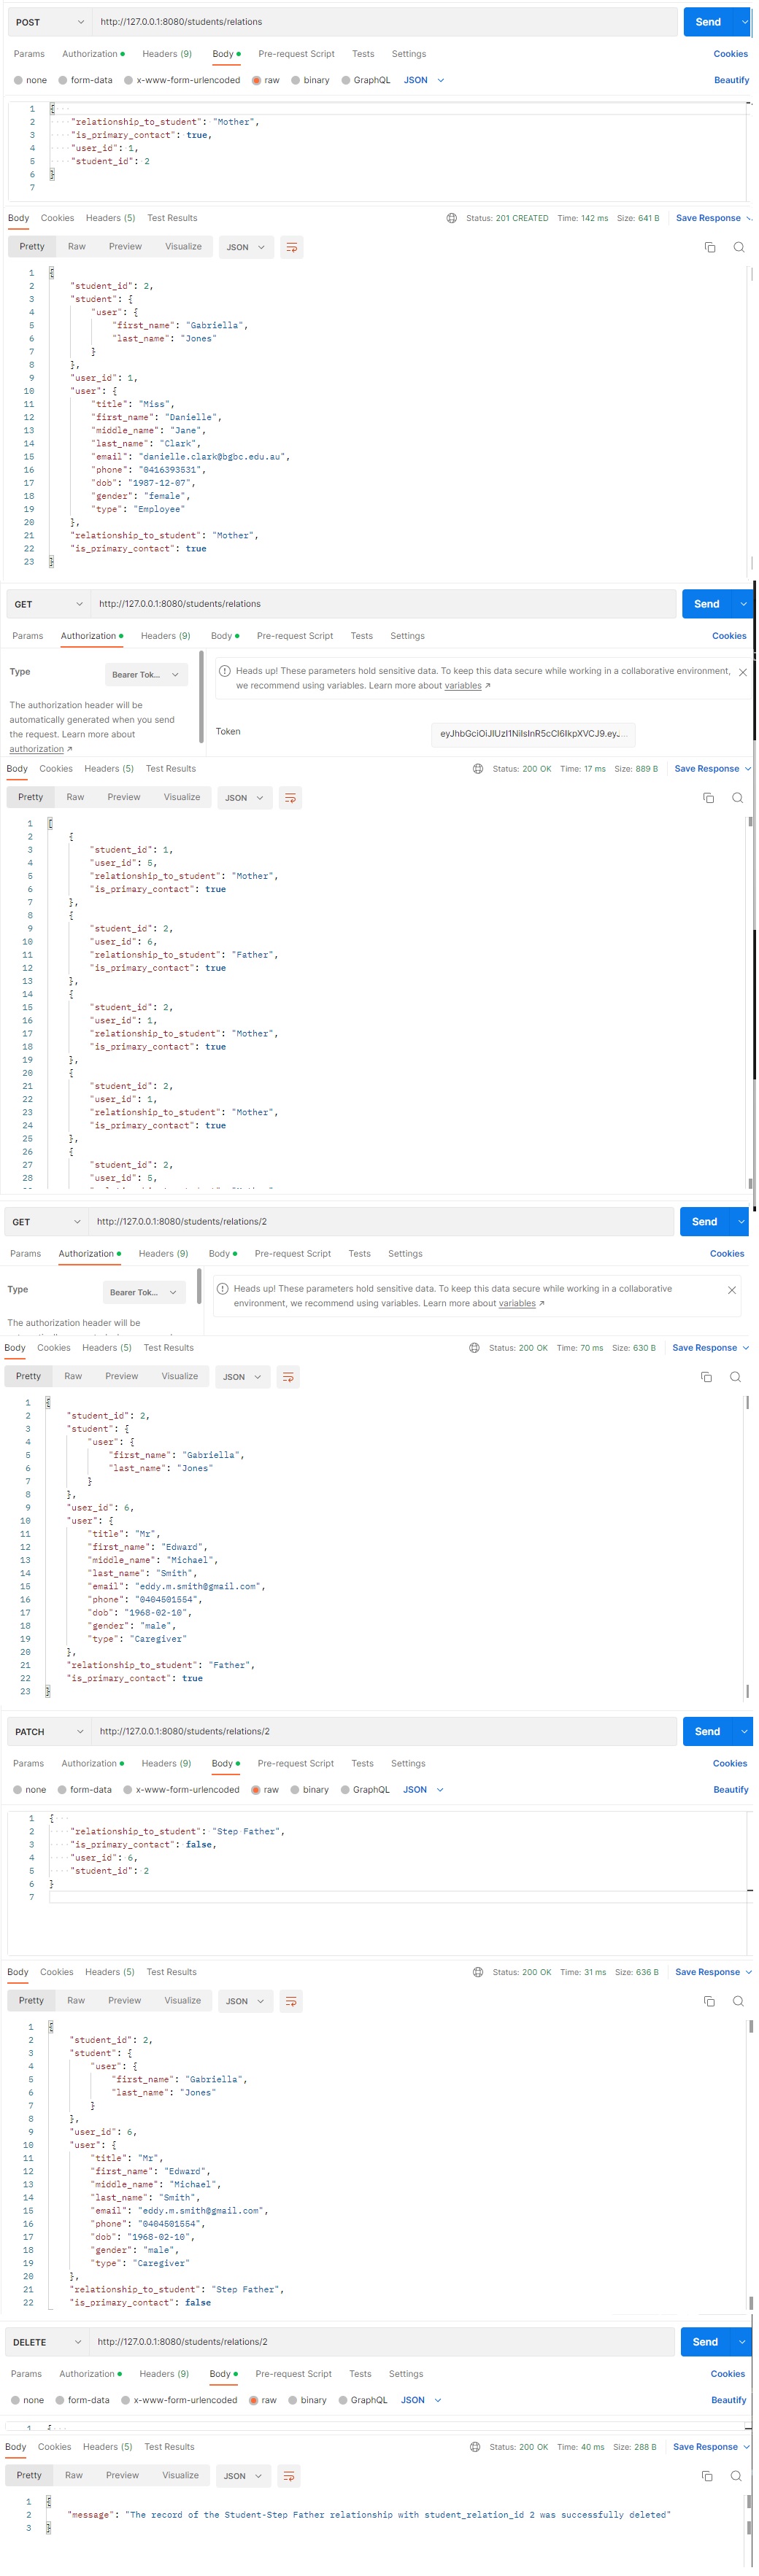 POST http://127.0.0.1:8080/students/relations Send
Params Authorization Headers (9) Body Pre-request Script Tests Settings Cookies
none form-data x-www-form-urlencoded raw binary GraphQL JSON Beautify
1 {
2 "relationship_to_student": "Mother",
3 "is_primary_contact": true,
4 "user_id": 1,
5 "student_id": 2
6 }
7
Body Cookies Headers (5) Test Results Status: 201 CREATED Time: 142 ms Size: 641 B Save Response
Pretty Raw Preview Visualize JSON
1 {
2 "student_id": 2,
3 "student": {
4 "user": {
5 "first_name": "Gabriella",
6 "last_name": "Jones"
7 }
8 },
9 "user_id": 1,
10 "user": {
11 "title": "Miss",
12 "first_name": "Danielle",
13 "middle_name": "Jane",
14 "last_name": "Clark",
15 "email": "danielle.clark@bgbc.edu.au",
16 "phone": "0416393531",
17 "dob": "1987-12-07",
18 "gender": "female",
19 "type": "Employee"
20 },
21 "relationship_to_student": "Mother",
22 "is_primary_contact": true
23 }
GET http://127.0.0.1:8080/students/relations Send
Params Authorization Headers (9) Body Pre-request Script Tests Settings Cookies
Type Bearer Tok...
Heads up! These parameters hold sensitive data. To keep this data secure while working in a collaborative environment,
we recommend using variables. Learn more about variables ↗
The authorization header will be
automatically generated when you send
the request. Learn more about
authorization ↗
Token
Body Cookies Headers (5) Test Results Status: 200 OK Time: 17 ms Size: 889 B Save Response
Pretty Raw Preview Visualize JSON
1 [
2 {
3 "student_id": 1,
4 "user_id": 5,
5 "relationship_to_student": "Mother",
6 "is_primary_contact": true
7 },
8 {
9 "student_id": 2,
10 "user_id": 6,
11 "relationship_to_student": "Father",
12 "is_primary_contact": true
13 },
14 {
15 "student_id": 2,
16 "user_id": 1,
17 "relationship_to_student": "Mother",
18 "is_primary_contact": true
19 },
20 {
21 "student_id": 2,
22 "user_id": 1,
23 "relationship_to_student": "Mother",
24 "is_primary_contact": true
25 },
26 {
27 "student_id": 2,
28 "user_id": 5,
GET http://127.0.0.1:8080/students/relations/2 Send
Params Authorization Headers (9) Body Pre-request Script Tests Settings Cookies
Type Bearer Tok...
Heads up! These parameters hold sensitive data. To keep this data secure while working in a collaborative
environment, we recommend using variables. Learn more about variables ↗
The authorization header will be
Body Cookies Headers (5) Test Results Status: 200 OK Time: 70 ms Size: 630 B Save Response
Pretty Raw Preview Visualize JSON
1 {
2 "student_id": 2,
3 "student": {
4 "user": {
5 "first_name": "Gabriella",
6 "last_name": "Jones"
7 }
8 },
9 "user_id": 6,
10 "user": {
11 "title": "Mr",
12 "first_name": "Edward",
13 "middle_name": "Michael",
14 "last_name": "Smith",
15 "email": "eddy.m.smith@gmail.com",
16 "phone": "0404501554",
17 "dob": "1968-02-10",
18 "gender": "male",
19 "type": "Caregiver"
20 },
21 "relationship_to_student": "Father",
22 "is_primary_contact": true
23 }
PATCH http://127.0.0.1:8080/students/relations/2 Send
Params Authorization Headers (9) Body Pre-request Script Tests Settings Cookies
none form-data x-www-form-urlencoded raw binary GraphQL JSON Beautify
1 {
2 "relationship_to_student": "Step Father",
3 "is_primary_contact": false,
4 "user_id": 6,
5 "student_id": 2
6 }
7
Body Cookies Headers (5) Test Results Status: 200 OK Time: 31 ms Size: 636 B Save Response
Pretty Raw Preview Visualize JSON
1 {
2 "student_id": 2,
3 "student": {
4 "user": {
5 "first_name": "Gabriella",
6 "last_name": "Jones"
7 }
8 },
9 "user_id": 6,
10 "user": {
11 "title": "Mr",
12 "first_name": "Edward",
13 "middle_name": "Michael",
14 "last_name": "Smith",
15 "email": "eddy.m.smith@gmail.com",
16 "phone": "0404501554",
17 "dob": "1968-02-10",
18 "gender": "male",
19 "type": "Caregiver"
20 },
21 "relationship_to_student": "Step Father",
22 "is_primary_contact": false
DELETE http://127.0.0.1:8080/students/relations/2 Send
Params Authorization Headers (9) Body Pre-request Script Tests Settings Cookies
none form-data x-www-form-urlencoded raw binary GraphQL JSON Beautify
1 {
Body Cookies Headers (5) Test Results Status: 200 OK Time: 40 ms Size: 288 B Save Response
Pretty Raw Preview Visualize JSON
1 {
2 "message": "The record of the Student-Step Father relationship with student_relation_id 2 was successfully deleted"
3 }